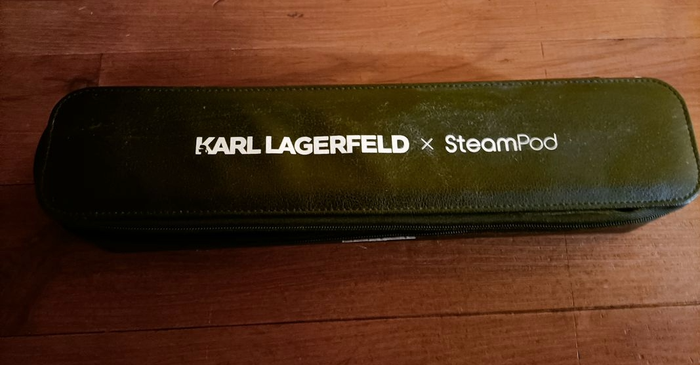 KARL LAGERFELD × SteamPod